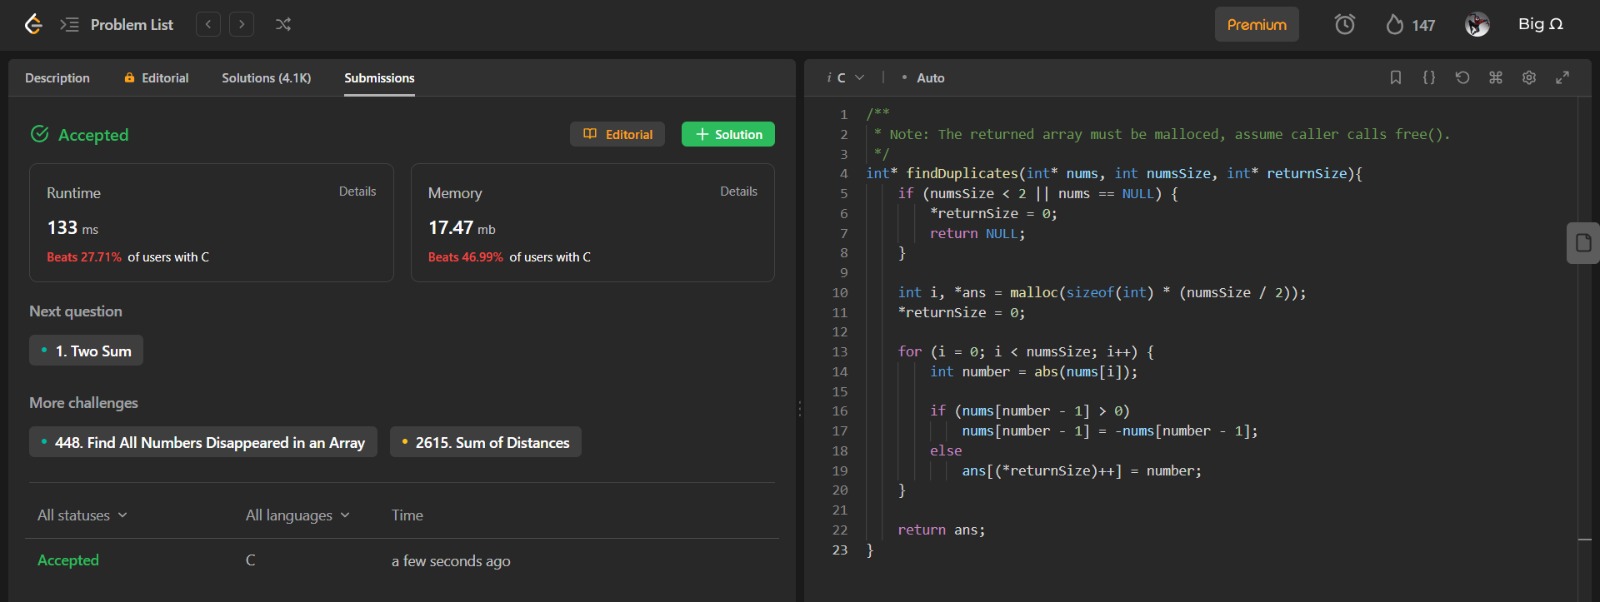 Problem List
Premium
147
Big Ω
Description
Editorial
Solutions (4.1K)
Submissions
Accepted
Editorial
+ Solution
Runtime
Details
133 ms
Beats 27.71% of users with C
Memory
Details
17.47 mb
Beats 46.99% of users with C
Next question
1. Two Sum
More challenges
448. Find All Numbers Disappeared in an Array
2615. Sum of Distances
All statuses
All languages
Time
Accepted
C
a few seconds ago
i C
• Auto
1 /**
2  * Note: The returned array must be malloced, assume caller calls free().
3  */
4 int* findDuplicates(int* nums, int numsSize, int* returnSize){
5     if (numsSize < 2 || nums == NULL) {
6         *returnSize = 0;
7         return NULL;
8     }
9
10     int i, *ans = malloc(sizeof(int) * (numsSize / 2));
11     *returnSize = 0;
12
13     for (i = 0; i < numsSize; i++) {
14         int number = abs(nums[i]);
15
16         if (nums[number - 1] > 0)
17             nums[number - 1] = -nums[number - 1];
18         else
19             ans[(*returnSize)++] = number;
20     }
21
22     return ans;
23 }